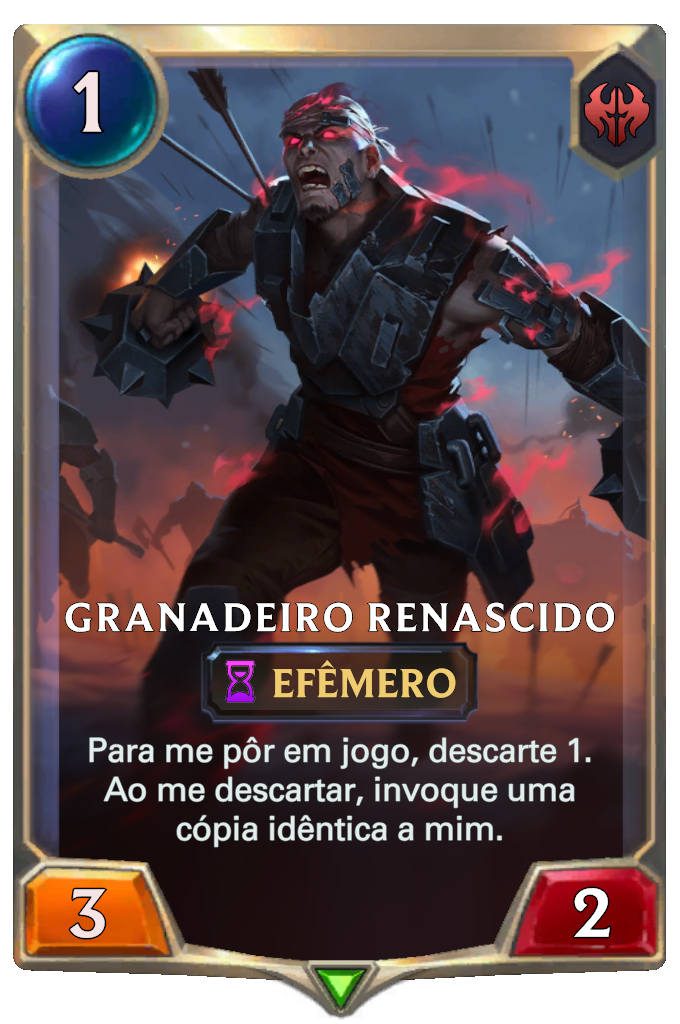 1
GRANADEIRO RENASCIDO
EFÊMERO
Para me pôr em jogo, descarte 1.
Ao me descartar, invoque uma
cópia idêntica a mim.
3
2